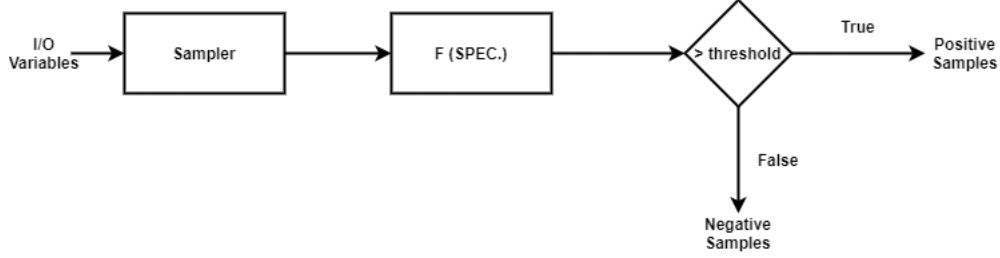 I/O
Variables
Sampler
F (SPEC.)
> threshold
True
Positive
Samples
False
Negative
Samples